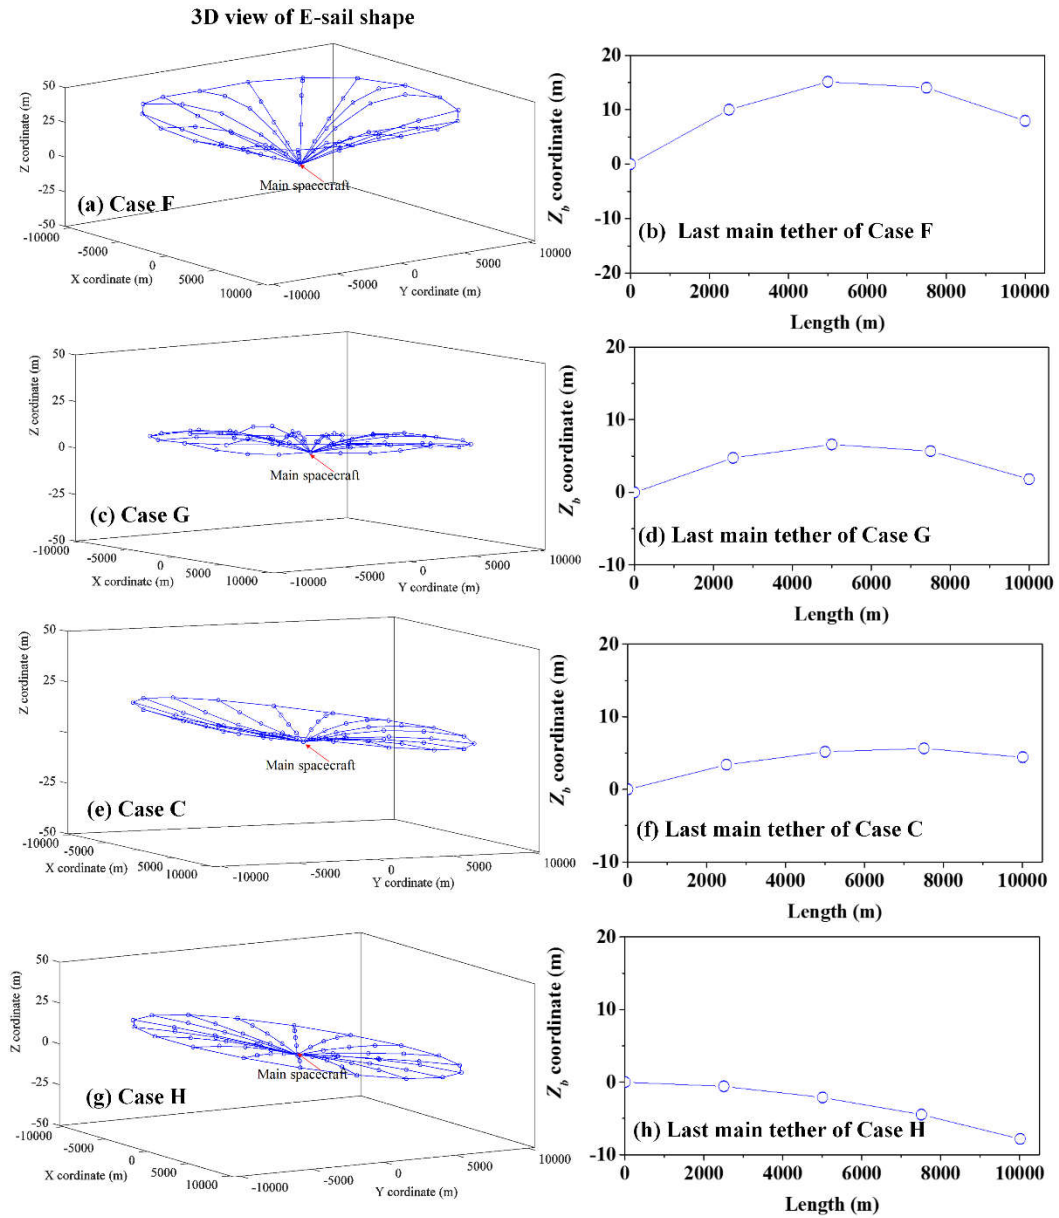 3D view of E-sail shape
50
25
0
-25
-50
Z cordinate (m)
-10000
-5000
0
5000
10000
X cordinate (m)
-10000
-5000
0
5000
10000
Y cordinate (m)
Main spacecraft
(a) Case F
20
10
0
-10
-20
Z_b coordinate (m)
0 2000 4000 6000 8000 10000
Length (m)
(b) Last main tether of Case F
50
25
0
-25
-50
Z cordinate (m)
-10000
-5000
0
5000
10000
X cordinate (m)
-10000
-5000
0
5000
10000
Y cordinate (m)
Main spacecraft
(c) Case G
20
10
0
-10
Z_b coordinate (m)
0 2000 4000 6000 8000 10000
Length (m)
(d) Last main tether of Case G
50
25
0
-25
-50
Z cordinate (m)
-10000
-5000
0
5000
10000
X cordinate (m)
-10000
-5000
0
5000
10000
Y cordinate (m)
Main spacecraft
(e) Case C
20
10
0
-10
Z_b coordinate (m)
0 2000 4000 6000 8000 10000
Length (m)
(f) Last main tether of Case C
50
25
0
-25
-50
Z cordinate (m)
-10000
-5000
0
5000
10000
X cordinate (m)
-10000
-5000
0
5000
10000
Y cordinate (m)
Main spacecraft
(g) Case H
20
10
0
-10
Z_b coordinate (m)
0 2000 4000 6000 8000 10000
Length (m)
(h) Last main tether of Case H